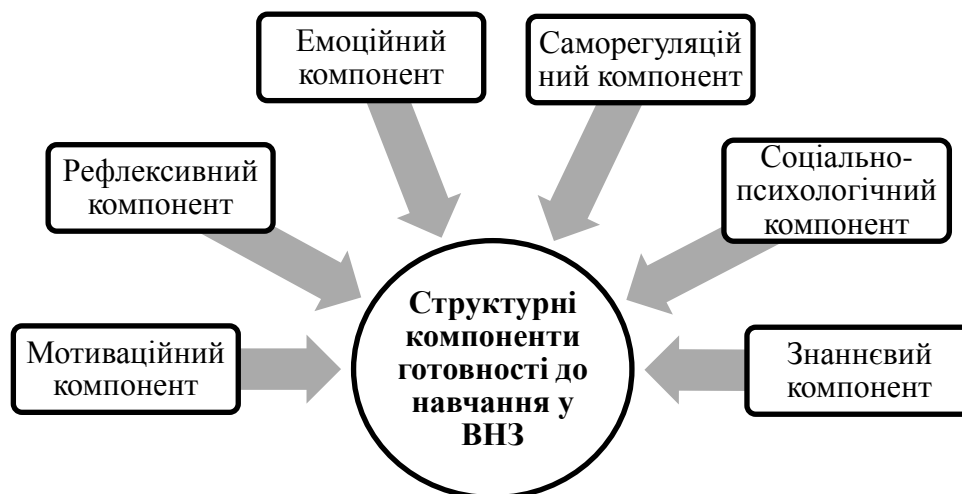 Емоційний
компонент
Саморегуляцій
ний компонент
Рефлексивний
компонент
Соціально-
психологічний
компонент
Мотиваційний
компонент
Структурні
компоненти
готовності до
навчання у
ВНЗ
Знаннєвий
компонент